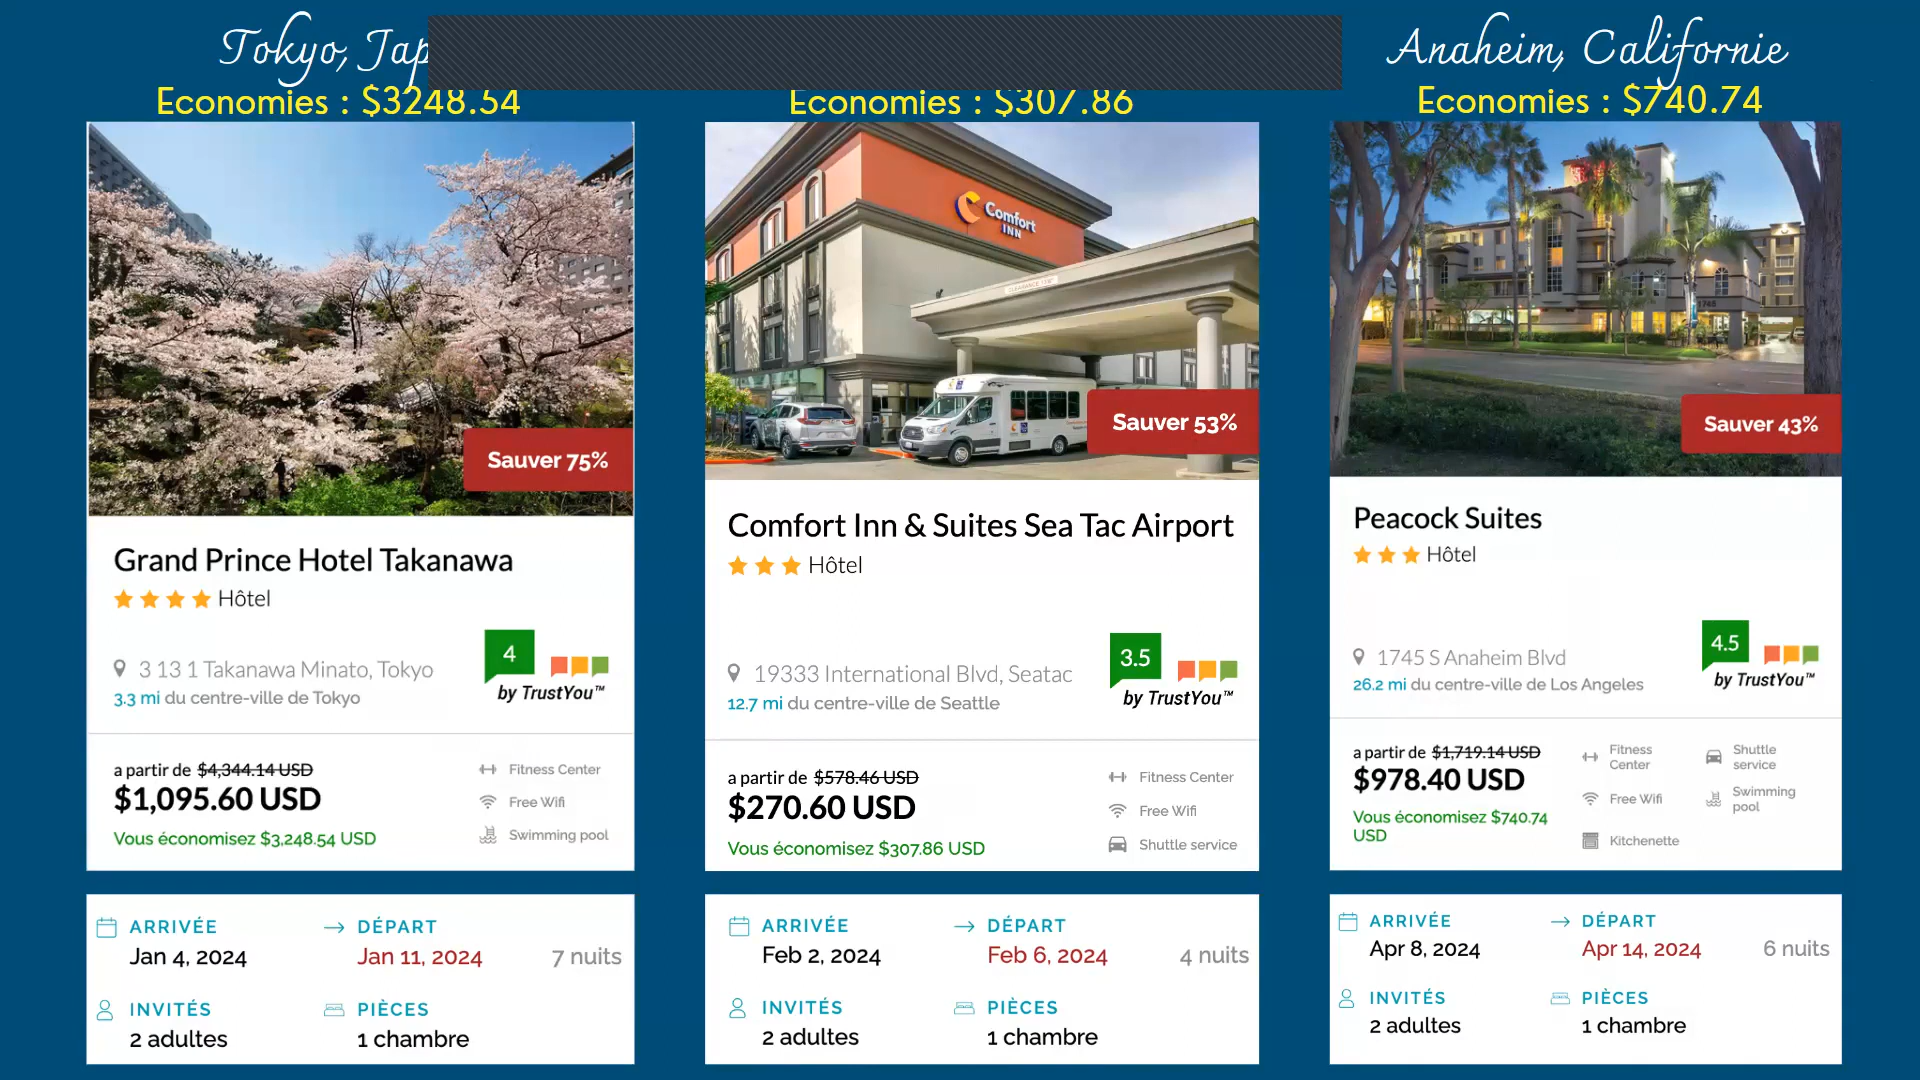 Tokyo, Jap
Economies : $3248.54
Sauver 75%
Grand Prince Hotel Takanawa
Hôtel
3 13 1 Takanawa Minato, Tokyo
3.3 mi du centre-ville de Tokyo
4
by TrustYou™
a partir de $4,344.14 USD
$1,095.60 USD
Vous économisez $3,248.54 USD
Fitness Center
Free Wifi
Swimming pool
ARRIVÉE
Jan 4, 2024
DÉPART
Jan 11, 2024
7 nuits
INVITÉS
2 adultes
PIÈCES
1 chambre
Economies : $307.86
Comfort
INN
Sauver 53%
Comfort Inn & Suites Sea Tac Airport
Hôtel
19333 International Blvd, Seatac
12.7 mi du centre-ville de Seattle
3.5
by TrustYou™
a partir de $578.46 USD
$270.60 USD
Vous économisez $307.86 USD
Fitness Center
Free Wifi
Shuttle service
ARRIVÉE
Feb 2, 2024
DÉPART
Feb 6, 2024
4 nuits
INVITÉS
2 adultes
PIÈCES
1 chambre
Anaheim, Californie
Economies : $740.74
Sauver 43%
Peacock Suites
Hôtel
1745 S Anaheim Blvd
26.2 mi du centre-ville de Los Angeles
4.5
by TrustYou™
a partir de $1,719.14 USD
$978.40 USD
Vous économisez $740.74
USD
Fitness
Center
Free Wifi
Kitchenette
Shuttle
service
Swimming
pool
ARRIVÉE
Apr 8, 2024
DÉPART
Apr 14, 2024
6 nuits
INVITÉS
2 adultes
PIÈCES
1 chambre